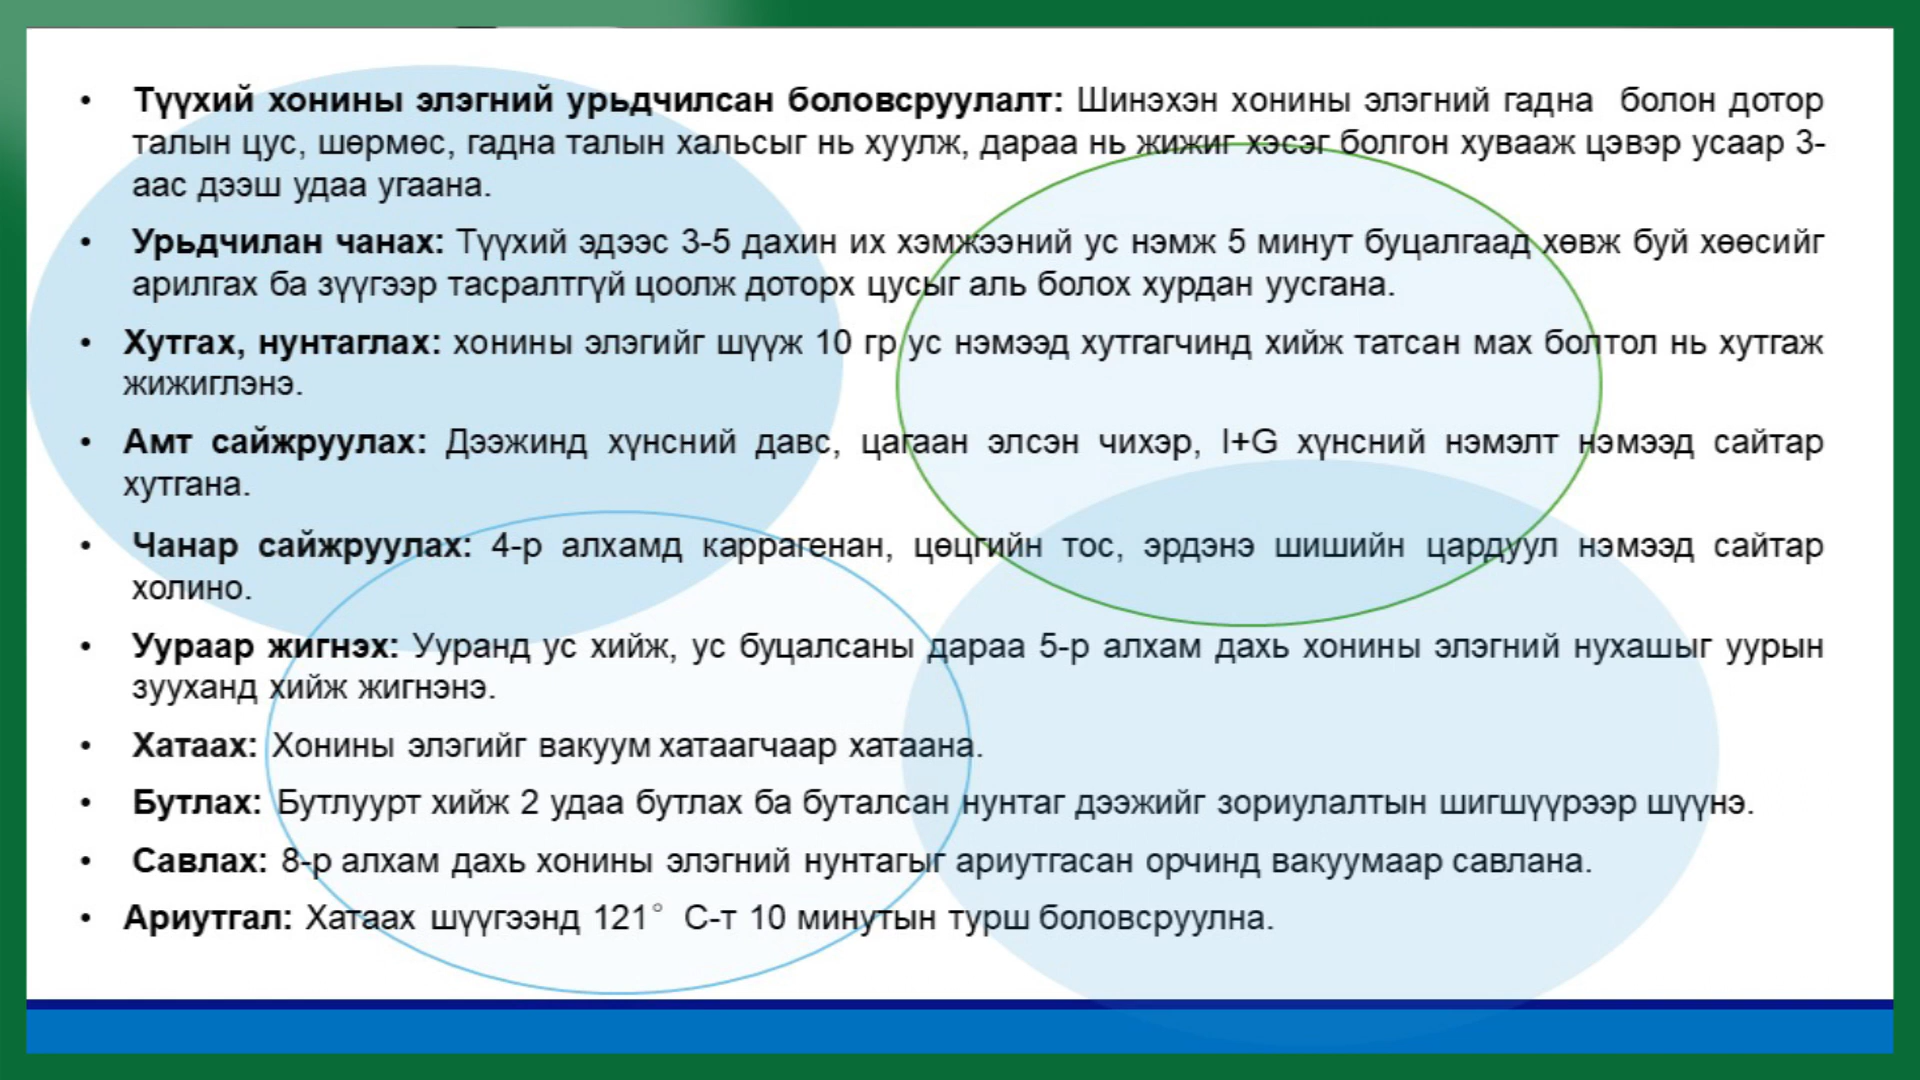 • Түүхий хонины элэгний урьдчилсан боловсруулалт: Шинэхэн хонины элэгний гадна болон дотор
талын цус, шөрмөс, гадна талын хальсыг нь хуулж, дараа нь жижиг хэсэг болгон хувааж цэвэр усаар 3-
аас дээш удаа угаана.
• Урьдчилан чанах: Түүхий эдээс 3-5 дахин их хэмжээний ус нэмж 5 минут буцалгаад хөвж буй хөөсийг
арилгах ба зүүгээр тасралтгүй цоолж доторх цусыг аль болох хурдан уусгана.
• Хутгах, нунтаглах: хонины элэгийг шүүж 10 гр ус нэмээд хутгагчинд хийж татсан мах болтол нь хутгаж
жижиглэнэ.
• Амт сайжруулах: Дээжинд хүнсний давс, цагаан элсэн чихэр, I+G хүнсний нэмэлт нэмээд сайтар
хутгана.
• Чанар сайжруулах: 4-р алхамд каррагенан, цөцгийн тос, эрдэнэ шишийн цардуул нэмээд сайтар
холино.
• Уураар жигнэх: Ууранд ус хийж, ус буцалсаны дараа 5-р алхам дахь хонины элэгний нухашыг уурын
зууханд хийж жигнэнэ.
• Хатаах: Хонины элэгийг вакуум хатаагчаар хатаана.
• Бутлах: Бутлуурт хийж 2 удаа бутлах ба буталсан нунтаг дээжийг зориулалтын шигшүүрээр шүүнэ.
• Савлах: 8-р алхам дахь хонины элэгний нунтагыг ариутгасан орчинд вакуумаар савлана.
• Ариутгал: Хатаах шүүгээнд 121° С-т 10 минутын турш боловсруулна.